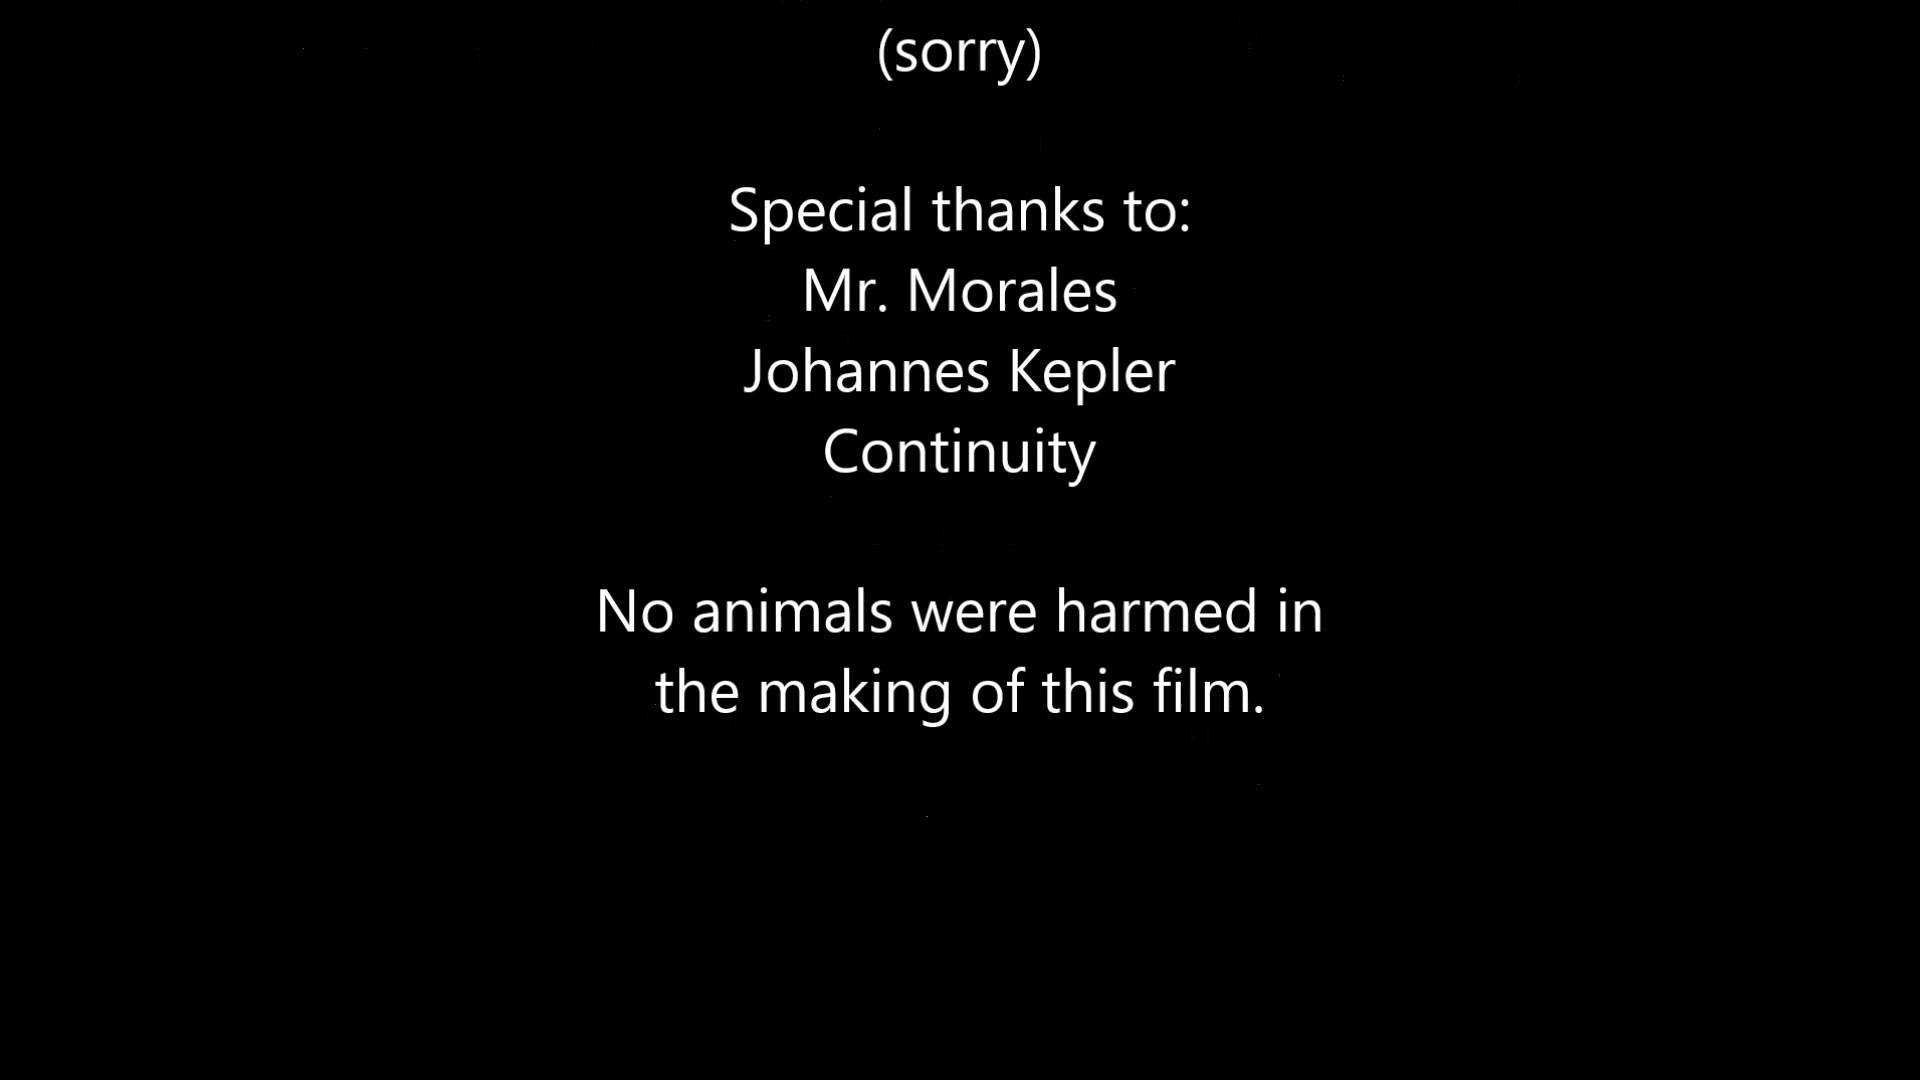 (sorry)
Special thanks to:
Mr. Morales
Johannes Kepler
Continuity
No animals were harmed in
the making of this film.